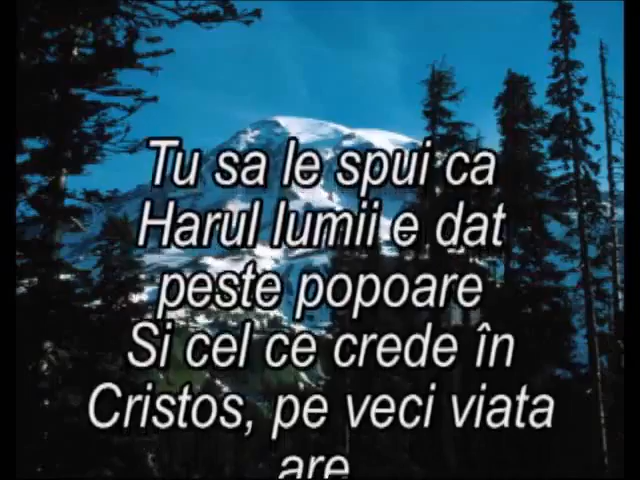 Tu sa le spui ca
Harul lumii e dat
peste popoare
Si cel ce crede în
Cristos, pe veci viata
are